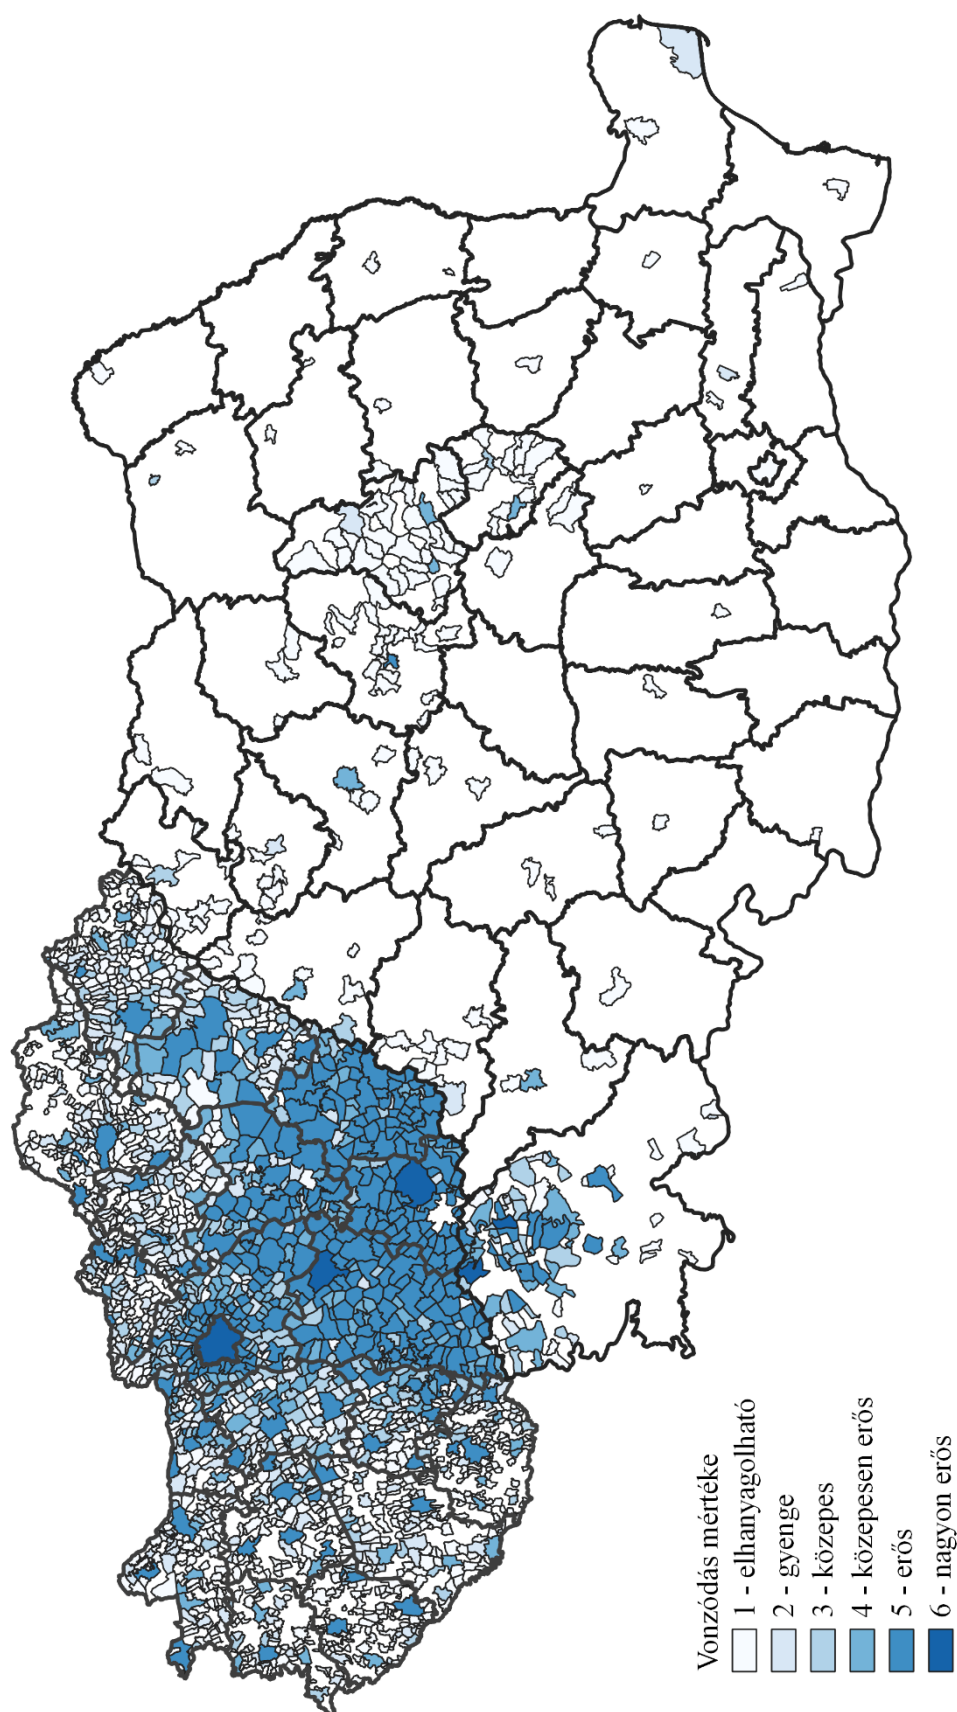 Vonzódás mértéke
1 - elhanyagolható
2 - gyenge
3 - közepes
4 - közepesen erős
5 - erős
6 - nagyon erős